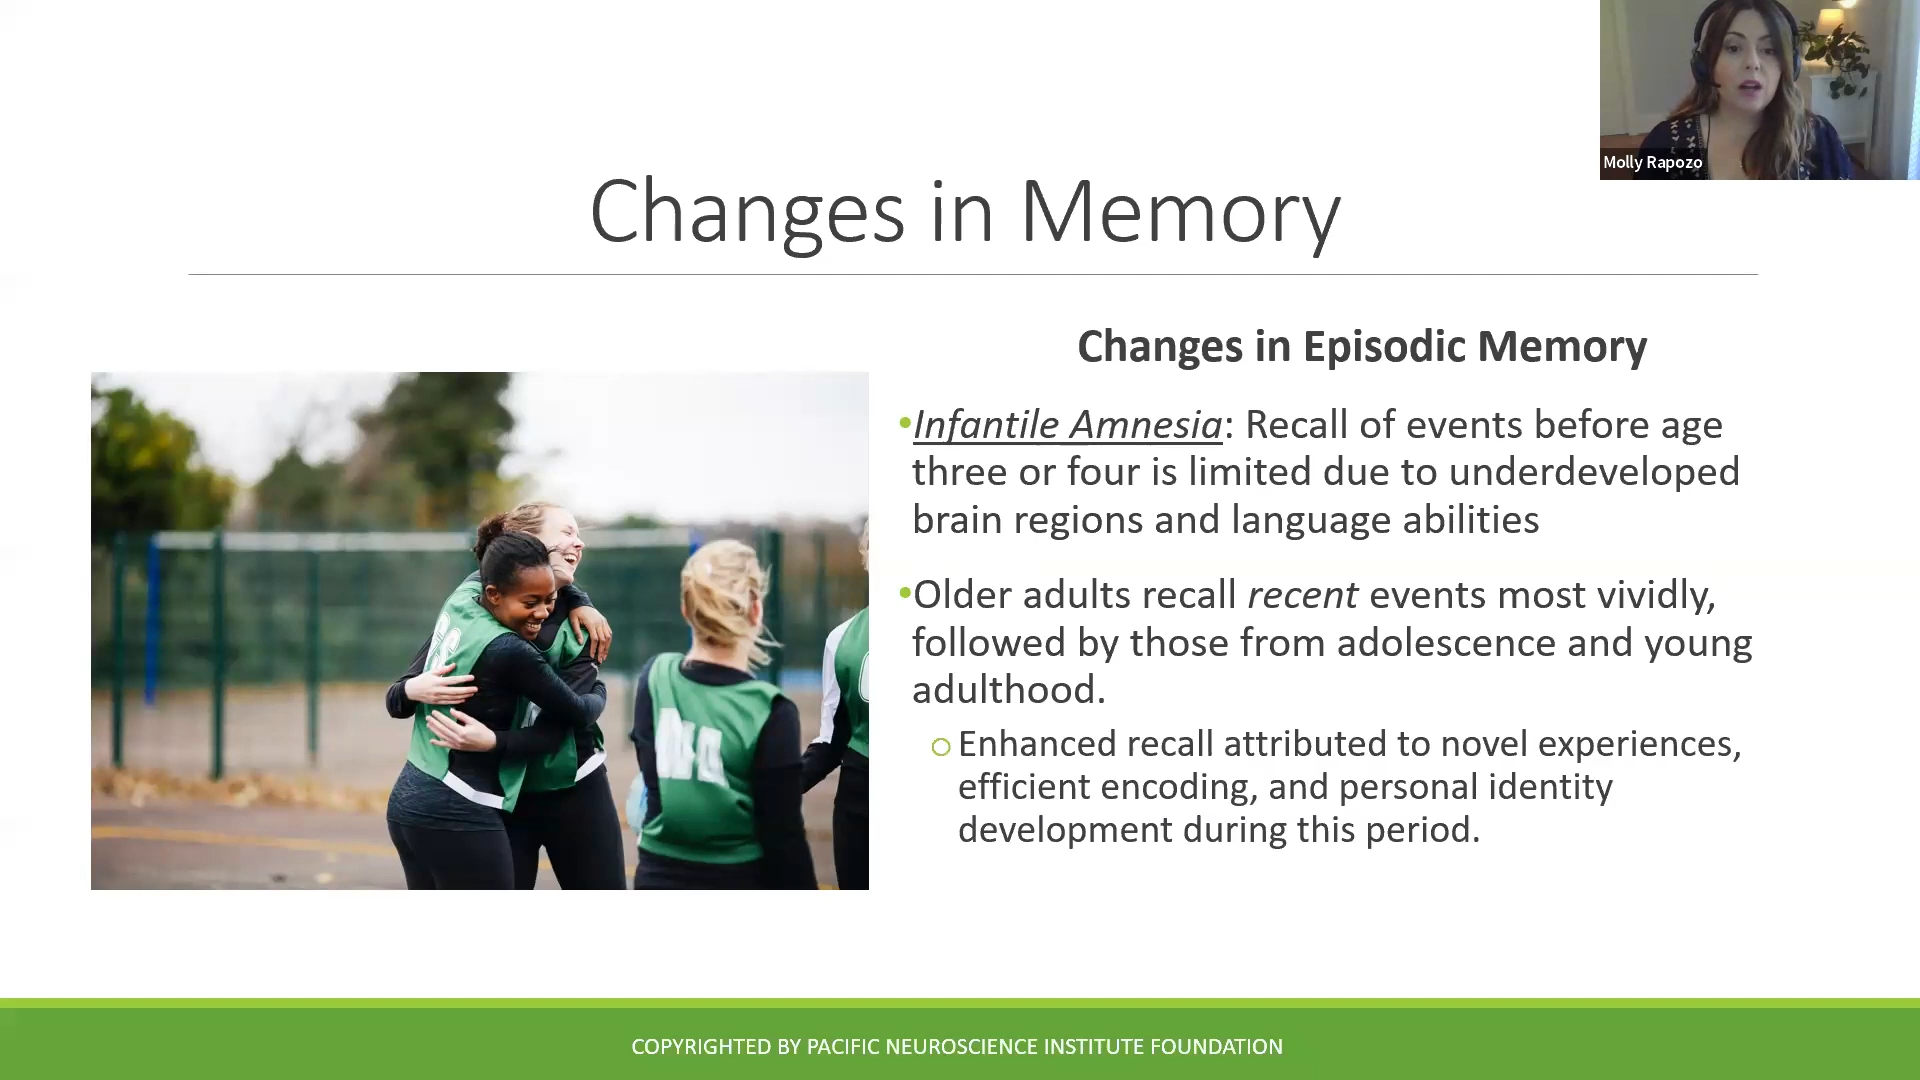 Molly Rapozo
Changes in Memory
Changes in Episodic Memory
•Infantile Amnesia: Recall of events before age
three or four is limited due to underdeveloped
brain regions and language abilities
•Older adults recall recent events most vividly,
followed by those from adolescence and young
adulthood.
○Enhanced recall attributed to novel experiences,
efficient encoding, and personal identity
development during this period.
COPYRIGHTED BY PACIFIC NEUROSCIENCE INSTITUTE FOUNDATION